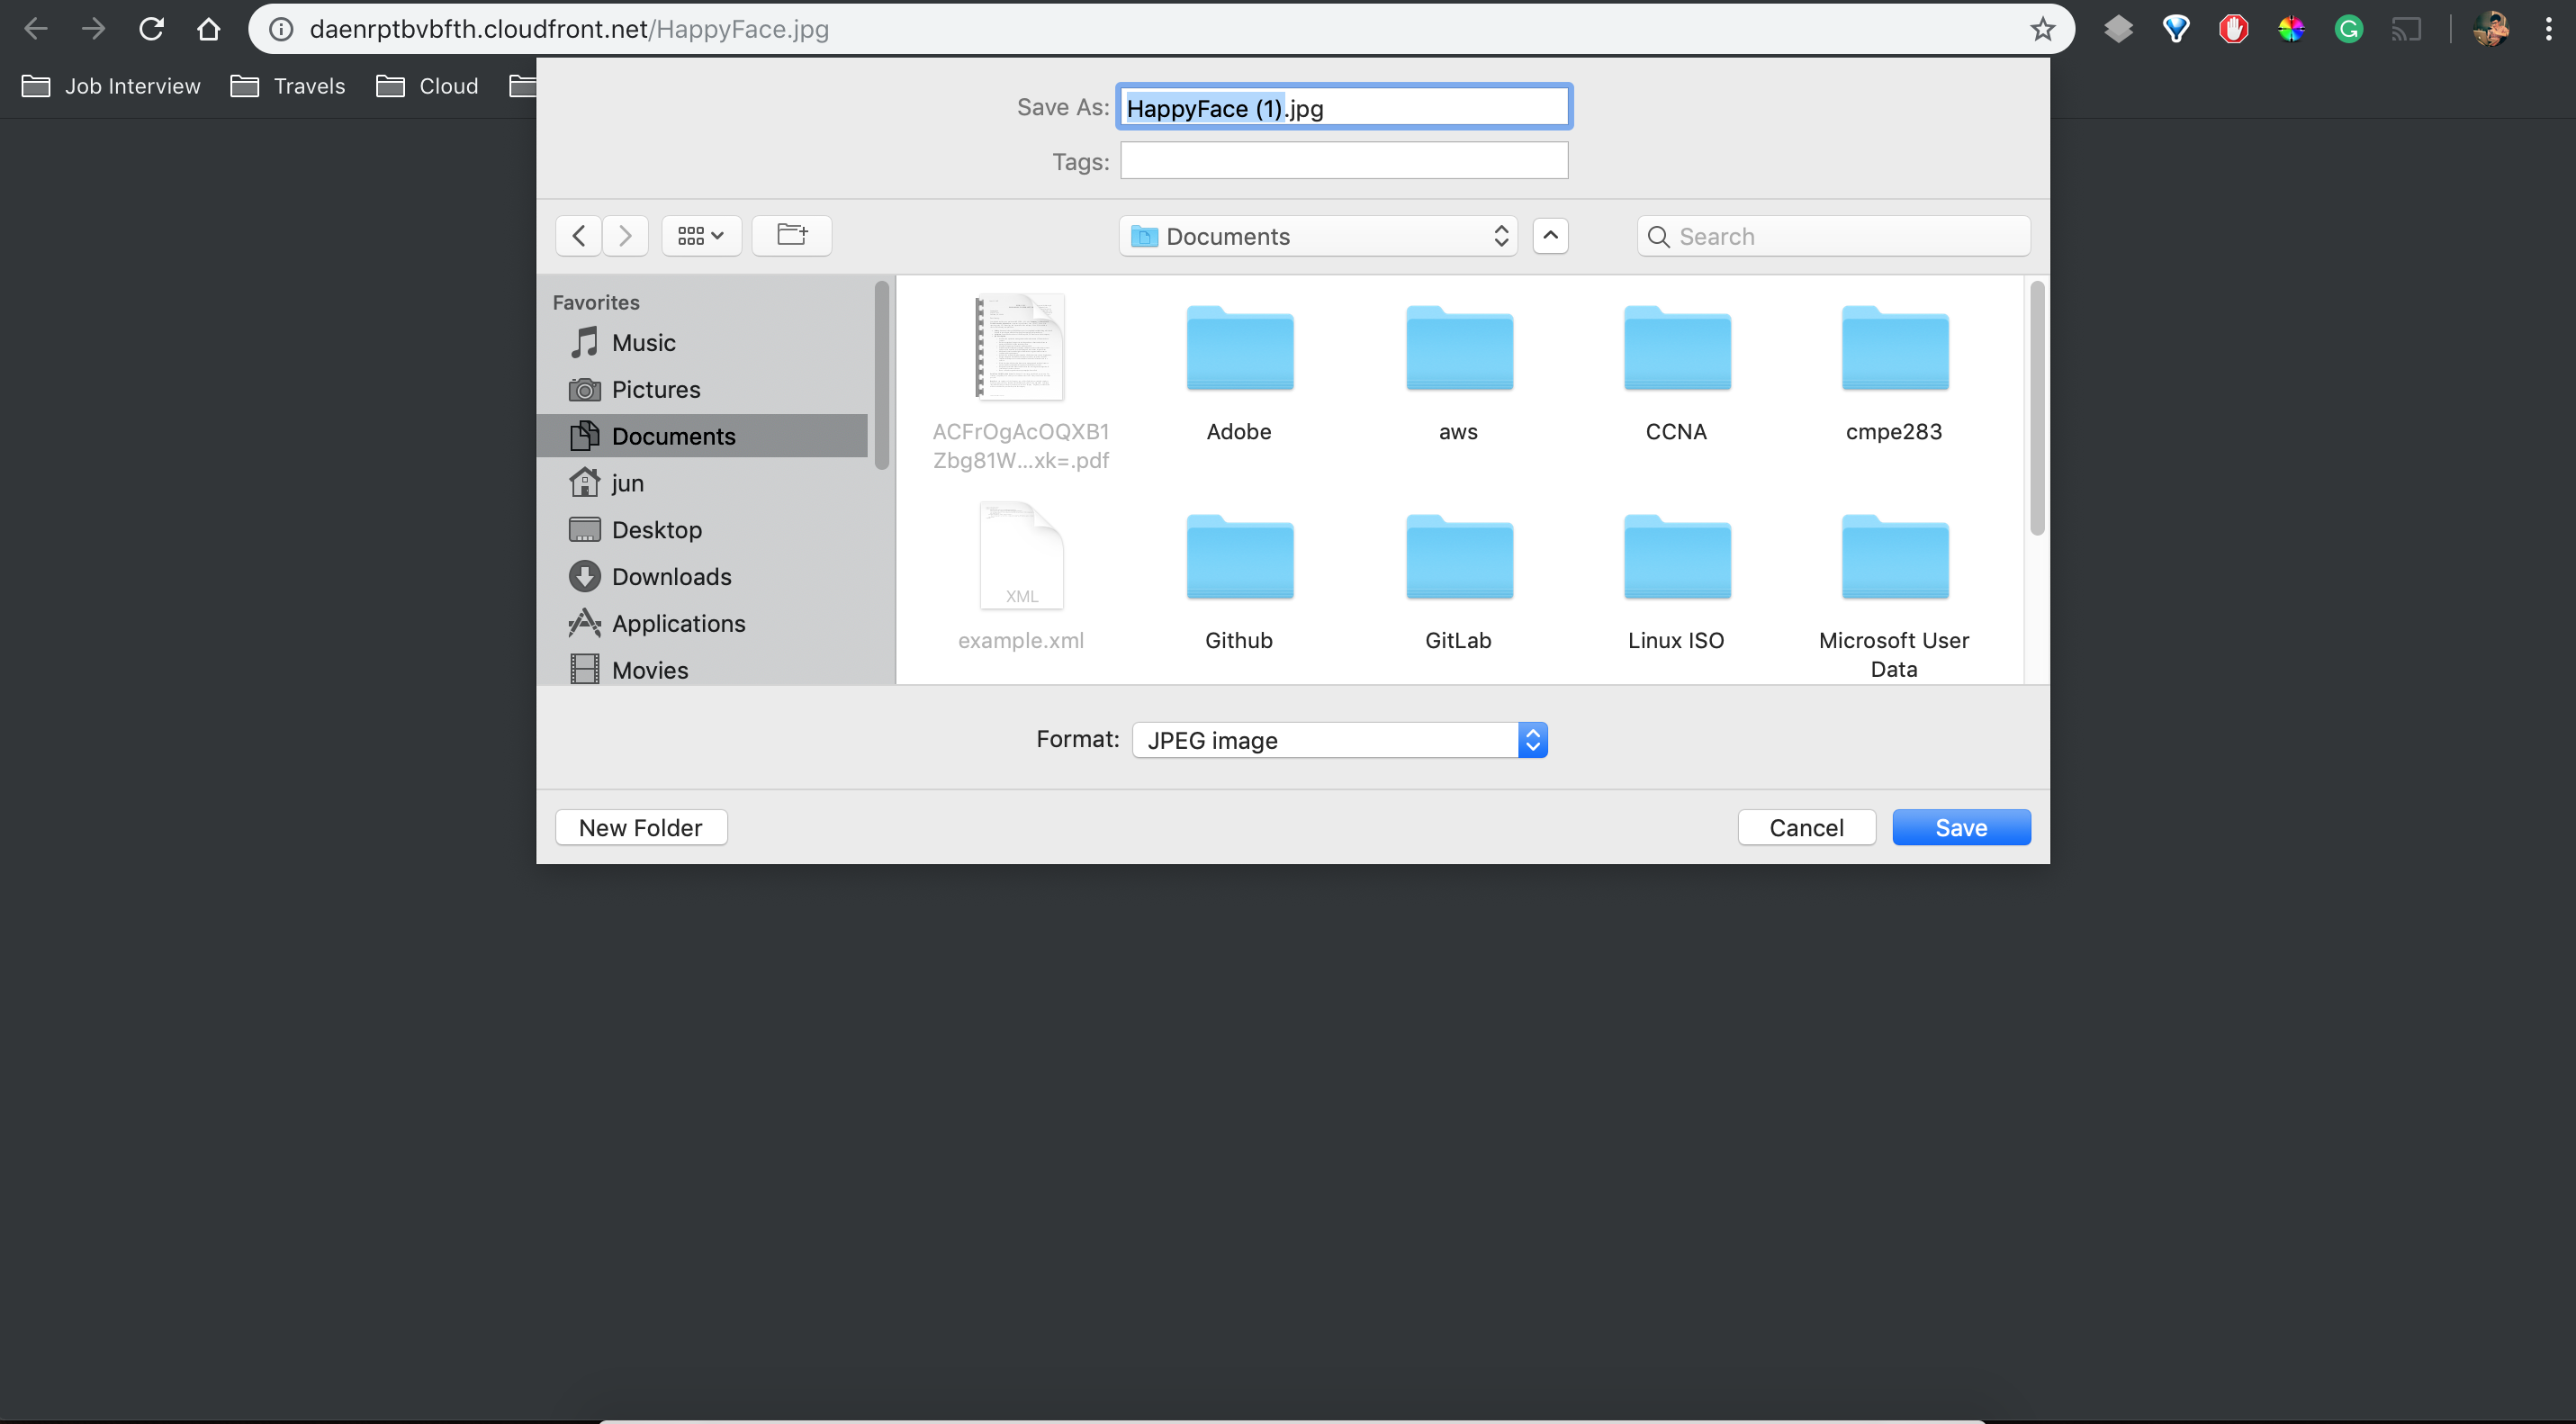 daenrptbvbfth.cloudfront.net/HappyFace.jpg
Job Interview
Travels
Cloud
Save As: HappyFace (1).jpg
Tags:
Documents
Search
Favorites
Music
Pictures
Documents
jun
Desktop
Downloads
Applications
Movies
ACFrOgAcOQXB1
Zbg81W...xk=.pdf
Adobe
aws
CCNA
cmpe283
XML
example.xml
Github
GitLab
Linux ISO
Microsoft User
Data
Format: JPEG image
New Folder
Cancel
Save